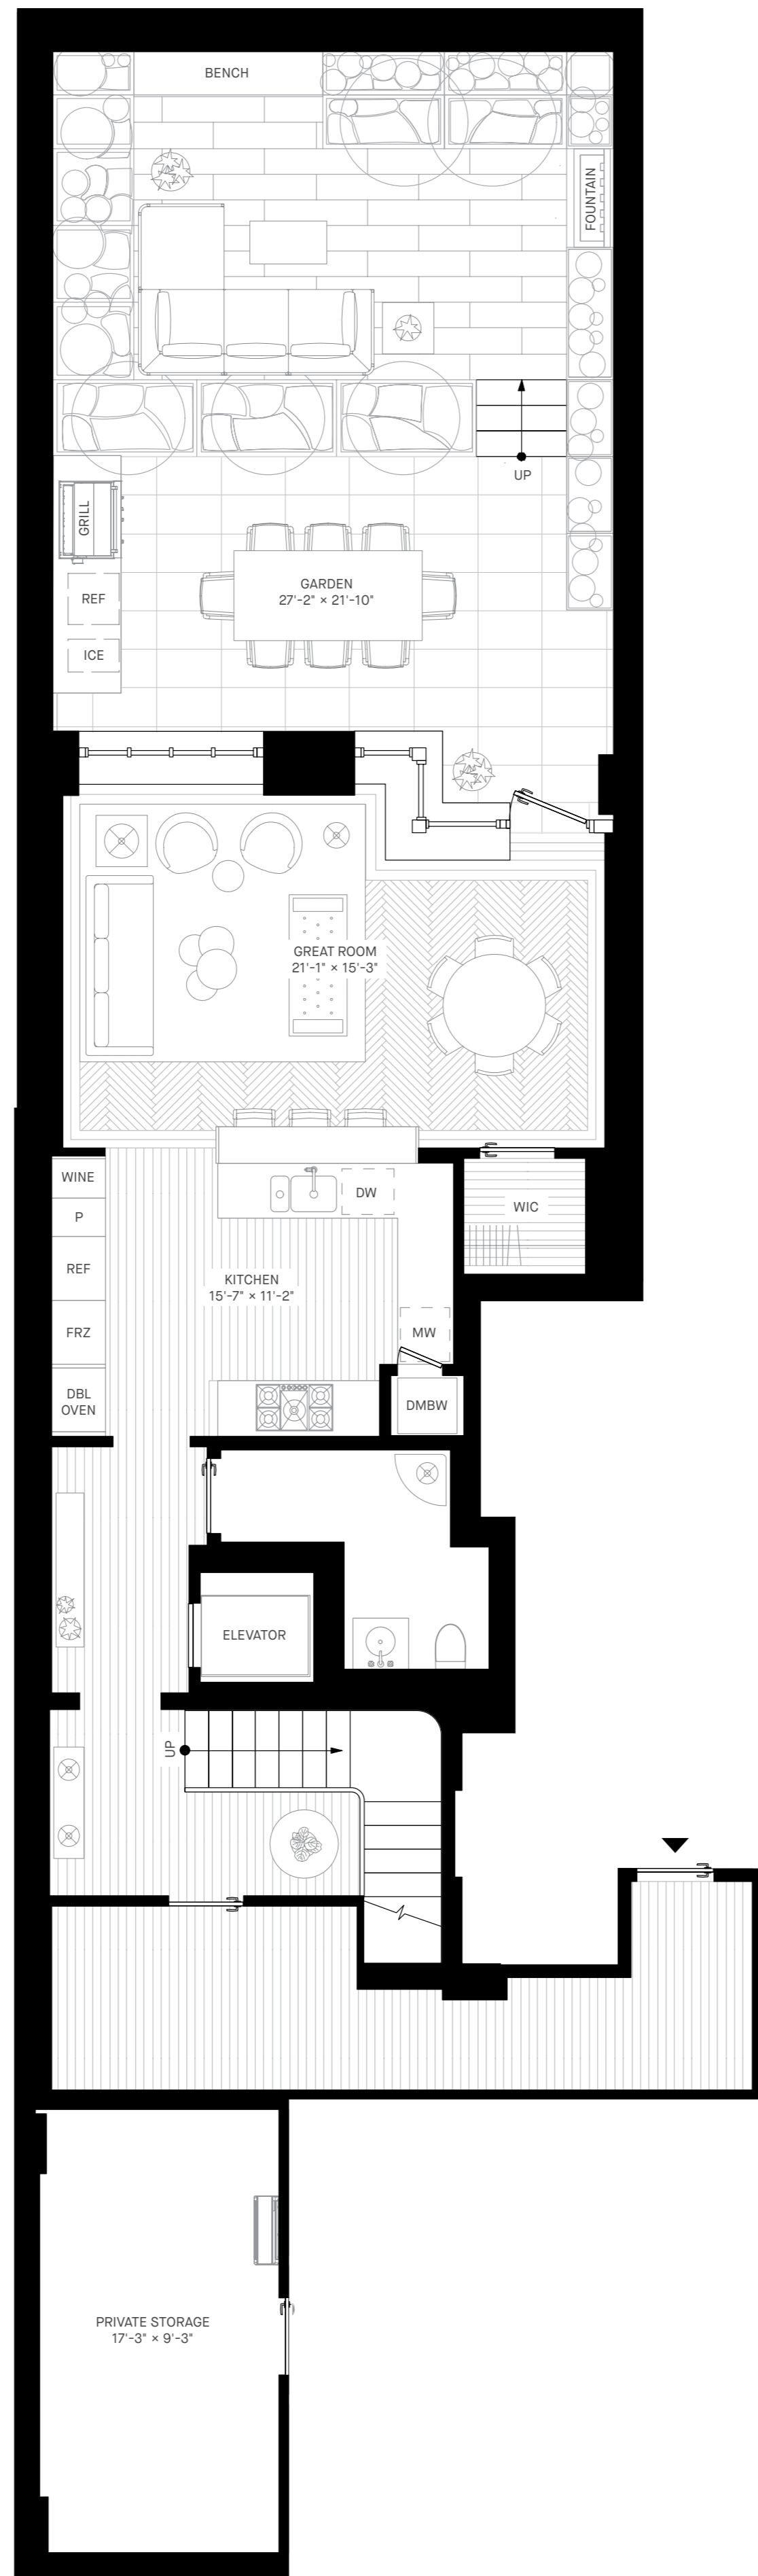 BENCH
FOUNTAIN
UP
GRILL
GARDEN
27'-2" × 21'-10"
REF
ICE
GREAT ROOM
21'-1" × 15'-3"
WINE
DW
P
WIC
REF
KITCHEN
15'-7" × 11'-2"
FRZ
MW
DBL
OVEN
DMBW
ELEVATOR
UP
PRIVATE STORAGE
17'-3" × 9'-3"